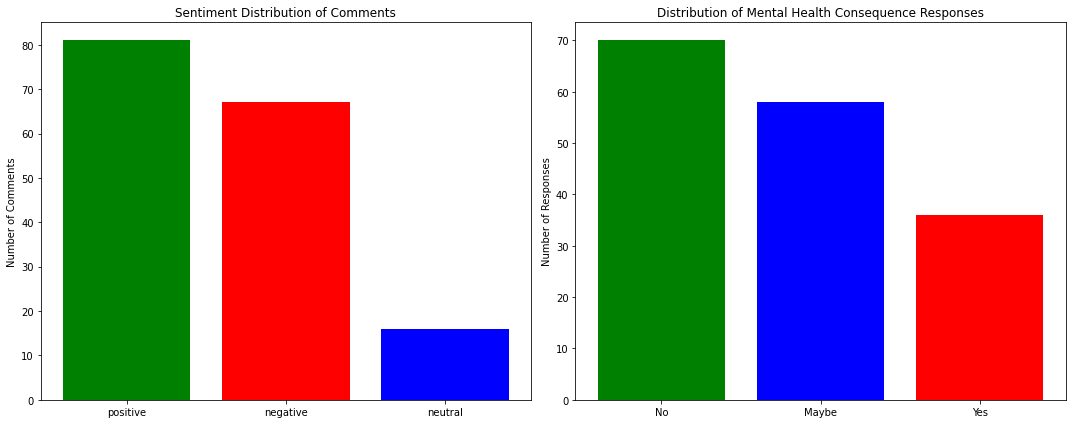 Sentiment Distribution of Comments
Number of Comments
80
70
60
50
40
30
20
10
0
positive negative neutral
Distribution of Mental Health Consequence Responses
Number of Responses
70
60
50
40
30
20
10
0
No Maybe Yes